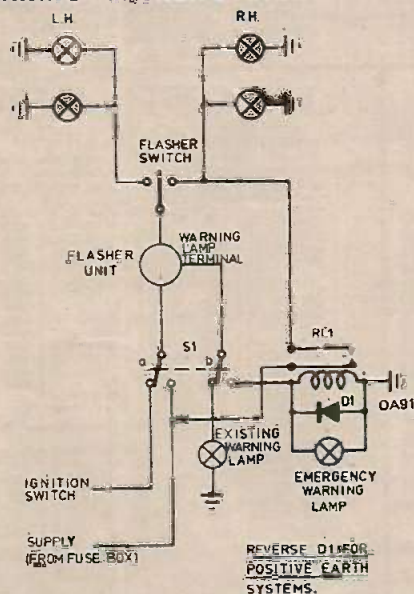 L.H.
R.H.
FLASHER
SWITCH
WARNING
LAMP
TERMINAL
FLASHER
UNIT
S1
a
b
RL1
D1
OA91
EXISTING
WARNING
LAMP
EMERGENCY
WARNING
LAMP
IGNITION
SWITCH
SUPPLY
(FROM FUSE BOX)
REVERSE D1 FOR
POSITIVE EARTH
SYSTEMS.